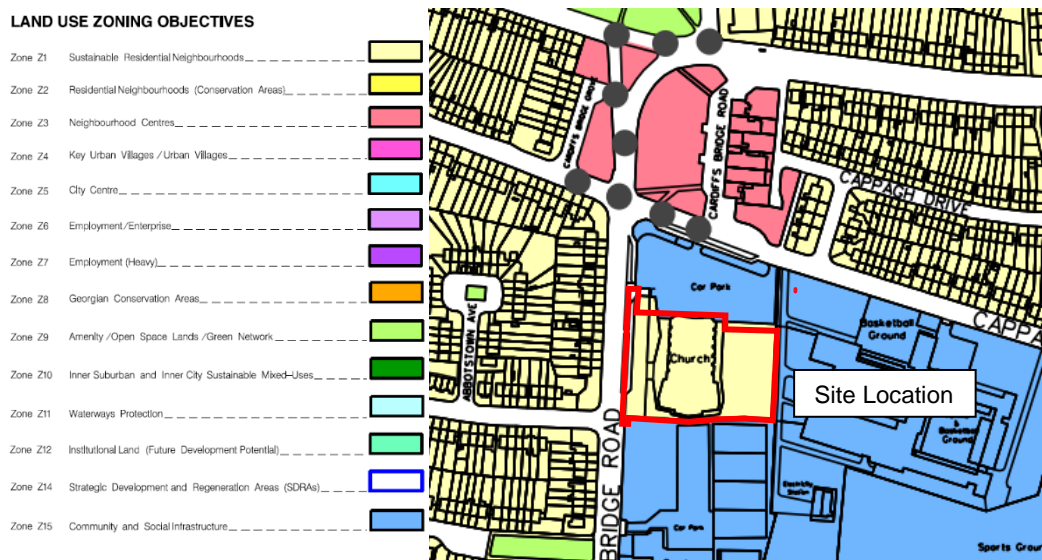 LAND USE ZONING OBJECTIVES
Zone Z1 Sustainable Residential Neighbourhoods
Zone Z2 Residential Neighbourhoods (Conservation Areas)
Zone Z3 Neighbourhood Centres
Zone Z4 Key Urban Villages / Urban Villages
Zone Z5 City Centre
Zone Z6 Employment/Enterprise
Zone Z7 Employment (Heavy)
Zone Z8 Georgian Conservation Areas
Zone Z9 Amenity/Open Space Lands/Green Network
Zone Z10 Inner Suburban and Inner City Sustainable Mixed-Uses
Zone Z11 Waterways Protection
Zone Z12 Institutional Land (Future Development Potential)
Zone Z14 Strategic Development and Regeneration Areas (SDRAs)
Zone Z15 Community and Social Infrastructure
CARDIFFS BRIDGE GROVE
CARDIFFS BRIDGE ROAD
CAPPAGH DRIVE
ABBOTSTOWN AVE
Car Park
Church
Basketball
Ground
CAPPA
Site Location
& Basketball
Ground
BRIDGE ROAD
Electricity
Station
Car Park
Sports Grou